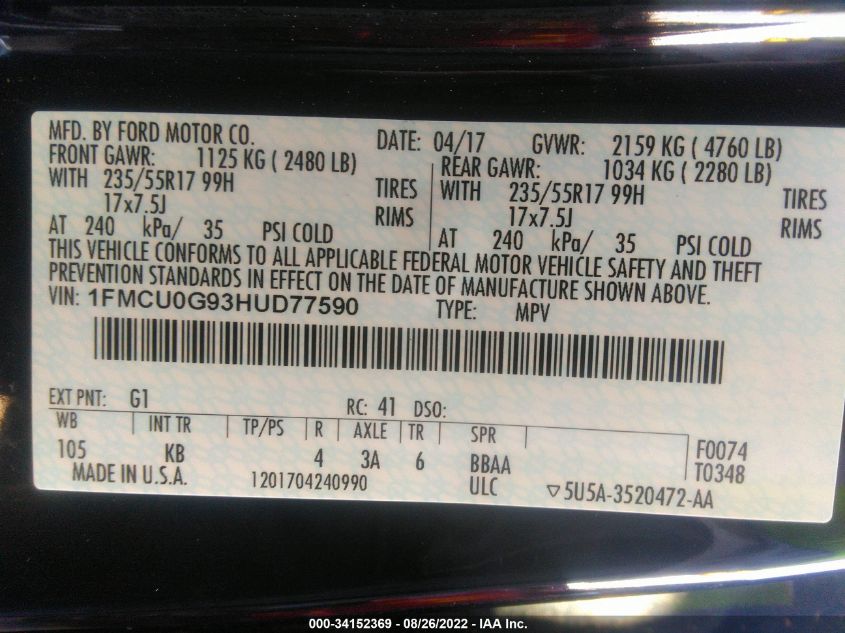 MFD. BY FORD MOTOR CO. DATE: 04/17 GVWR: 2159 KG ( 4760 LB)
FRONT GAWR: 1125 KG ( 2480 LB) REAR GAWR: 1034 KG ( 2280 LB)
WITH 235/55R17 99H TIRES WITH 235/55R17 99H TIRES
17x7.5J RIMS 17x7.5J RIMS
AT 240 kPa/ 35 PSI COLD AT 240 kPa/ 35 PSI COLD
THIS VEHICLE CONFORMS TO ALL APPLICABLE FEDERAL MOTOR VEHICLE SAFETY AND THEFT
PREVENTION STANDARDS IN EFFECT ON THE DATE OF MANUFACTURE SHOWN ABOVE.
VIN: 1FMCU0G93HUD77590 TYPE: MPV
EXT PNT: G1 RC: 41 DSO:
WB INT TR TP/PS R AXLE TR SPR
105 KB 4 3A 6 BBAA F0074
MADE IN U.S.A. 1201704240990 ULC T0348
▽5U5A-3520472-AA
000-34152369 - 08/26/2022 - IAA Inc.